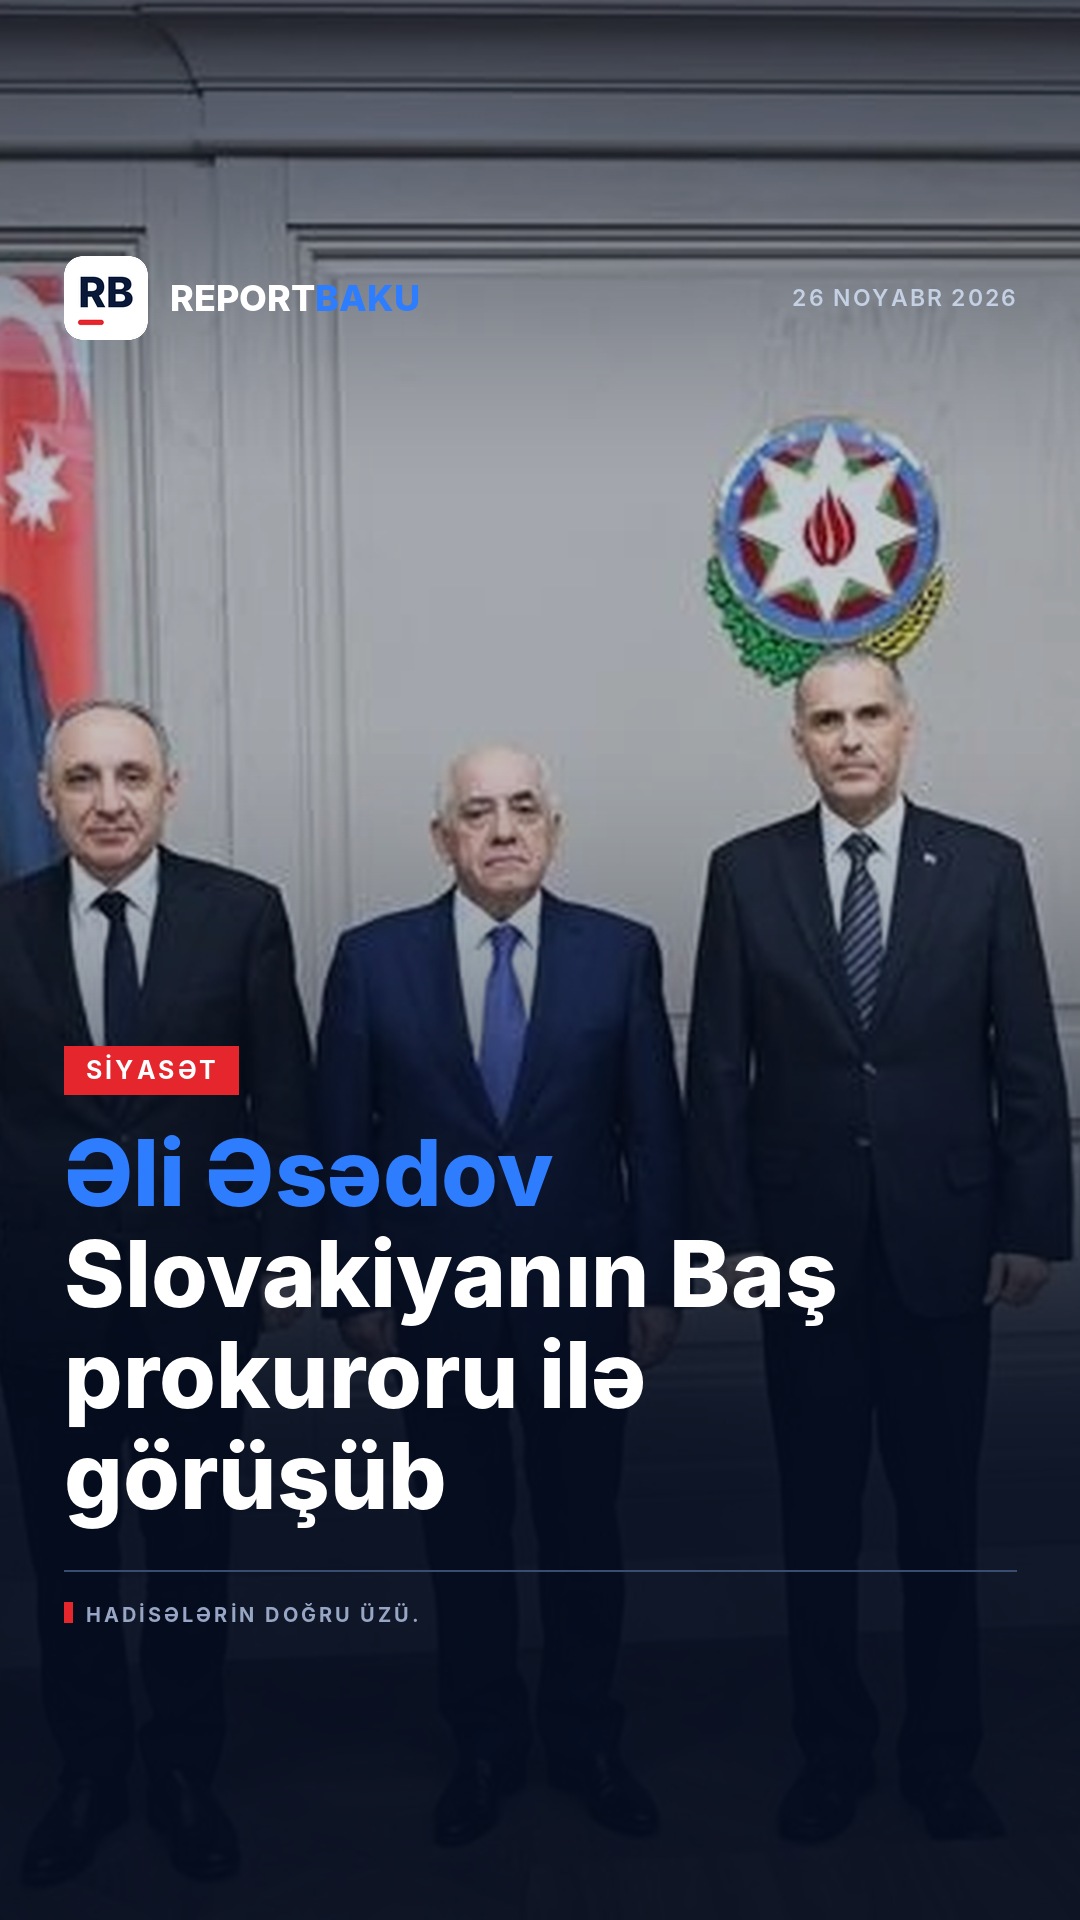 RB
REPORTBAKU
26 NOYABR 2026
SİYASƏT
Əli Əsədov
Slovakiyanın Baş
prokuroru ilə
görüşüb
HADİSƏLƏRİN DOĞRU ÜZÜ.